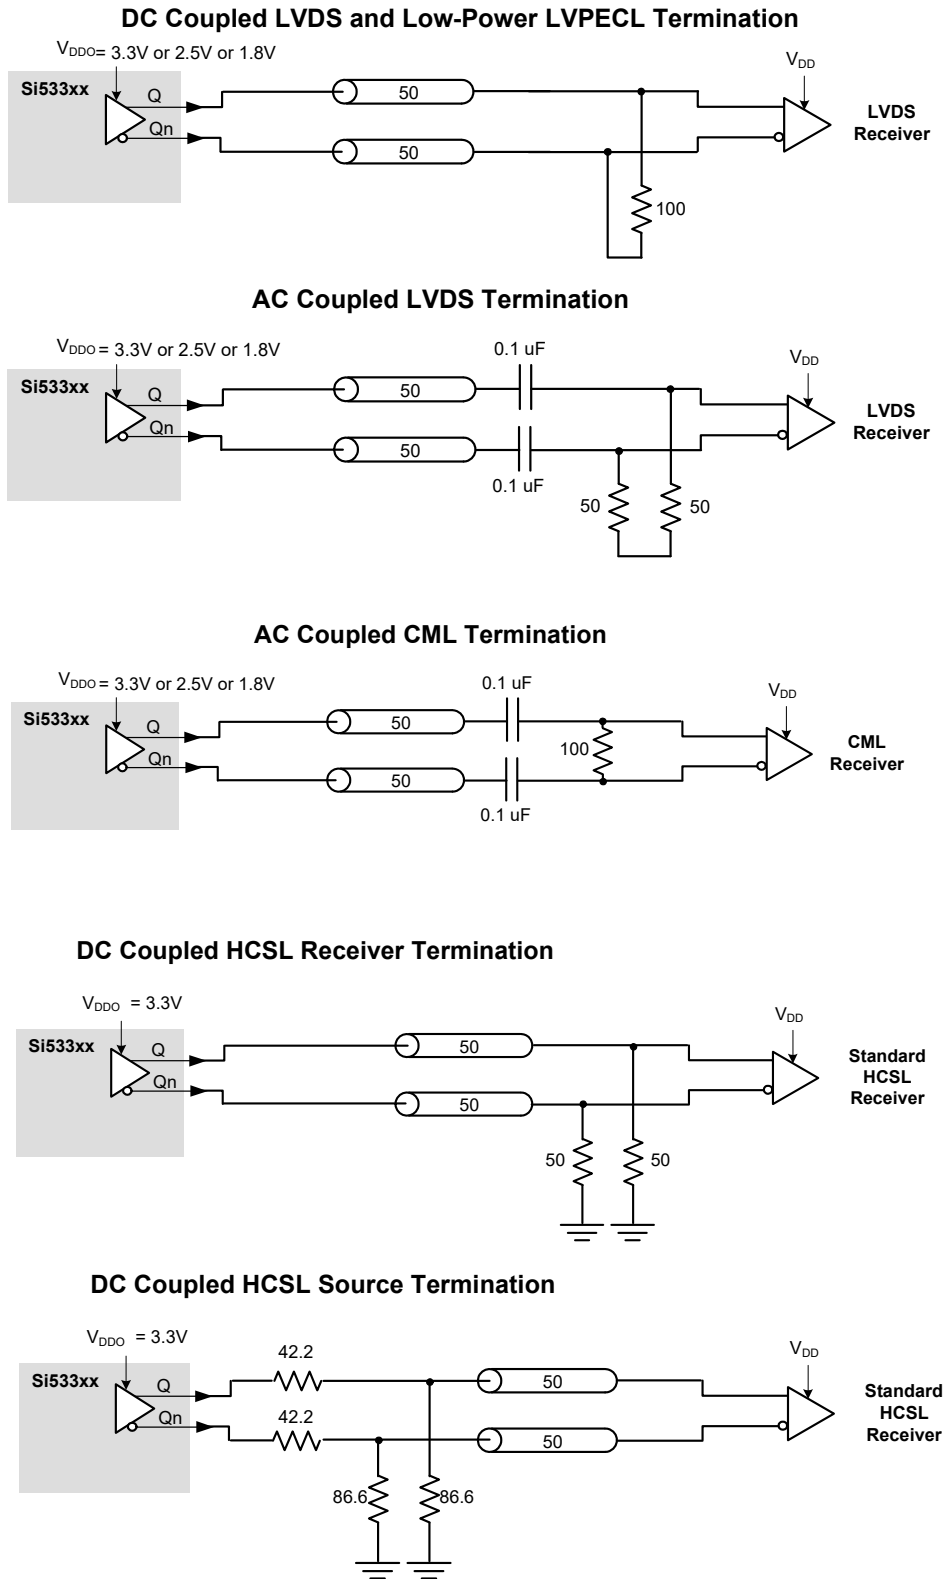 DC Coupled LVDS and Low-Power LVPECL Termination
VDDO= 3.3V or 2.5V or 1.8V
VDD
Si533xx
Q
50
LVDS
Receiver
Qn
50
100
AC Coupled LVDS Termination
VDDO = 3.3V or 2.5V or 1.8V
0.1 uF
VDD
Si533xx
Q
50
LVDS
Receiver
Qn
50
0.1 uF
50
50
AC Coupled CML Termination
VDDO = 3.3V or 2.5V or 1.8V
0.1 uF
VDD
Si533xx
Q
50
100
CML
Receiver
Qn
50
0.1 uF
DC Coupled HCSL Receiver Termination
VDDO = 3.3V
VDD
Si533xx
Q
50
Standard
HCSL
Receiver
Qn
50
50
50
DC Coupled HCSL Source Termination
VDDO = 3.3V
42.2
VDD
Si533xx
Q
50
Standard
HCSL
Receiver
Qn
42.2
50
86.6
86.6